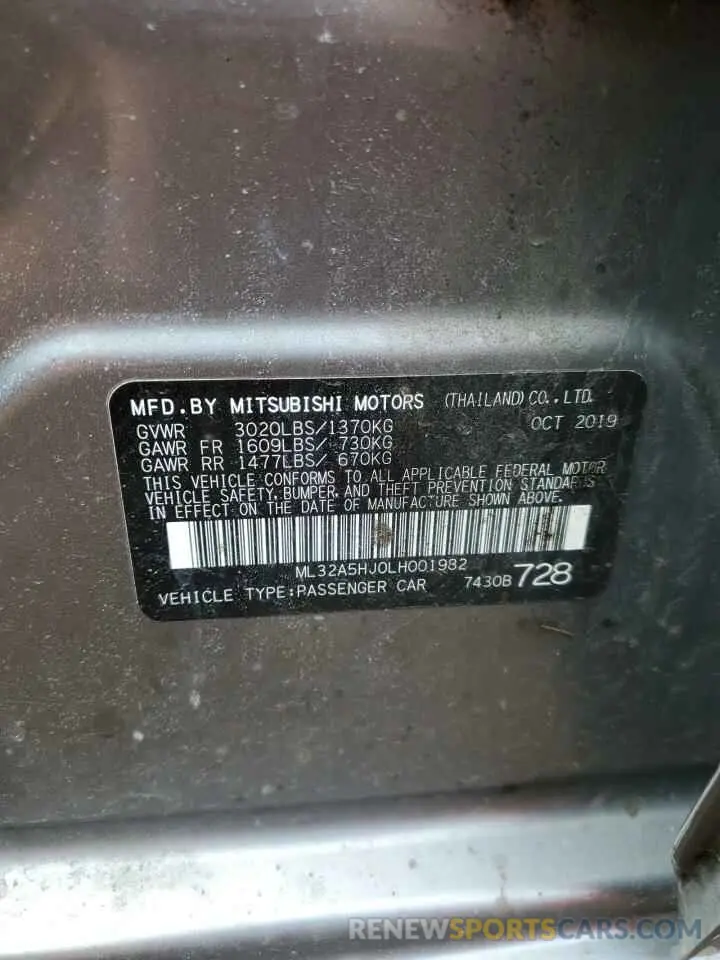 MFD.BY MITSUBISHI MOTORS (THAILAND) CO.,LTD.
GVWR 3020LBS/1370KG OCT 2019
GAWR FR 1609LBS/ 730KG
GAWR RR 1477LBS/ 670KG
THIS VEHICLE CONFORMS TO ALL APPLICABLE FEDERAL MOTOR
VEHICLE SAFETY, BUMPER, AND THEFT PREVENTION STANDARDS
IN EFFECT ON THE DATE OF MANUFACTURE SHOWN ABOVE.
ML32A5HJ0LH001982
VEHICLE TYPE:PASSENGER CAR 7430B 728
RENEWSPORTSCARS.COM